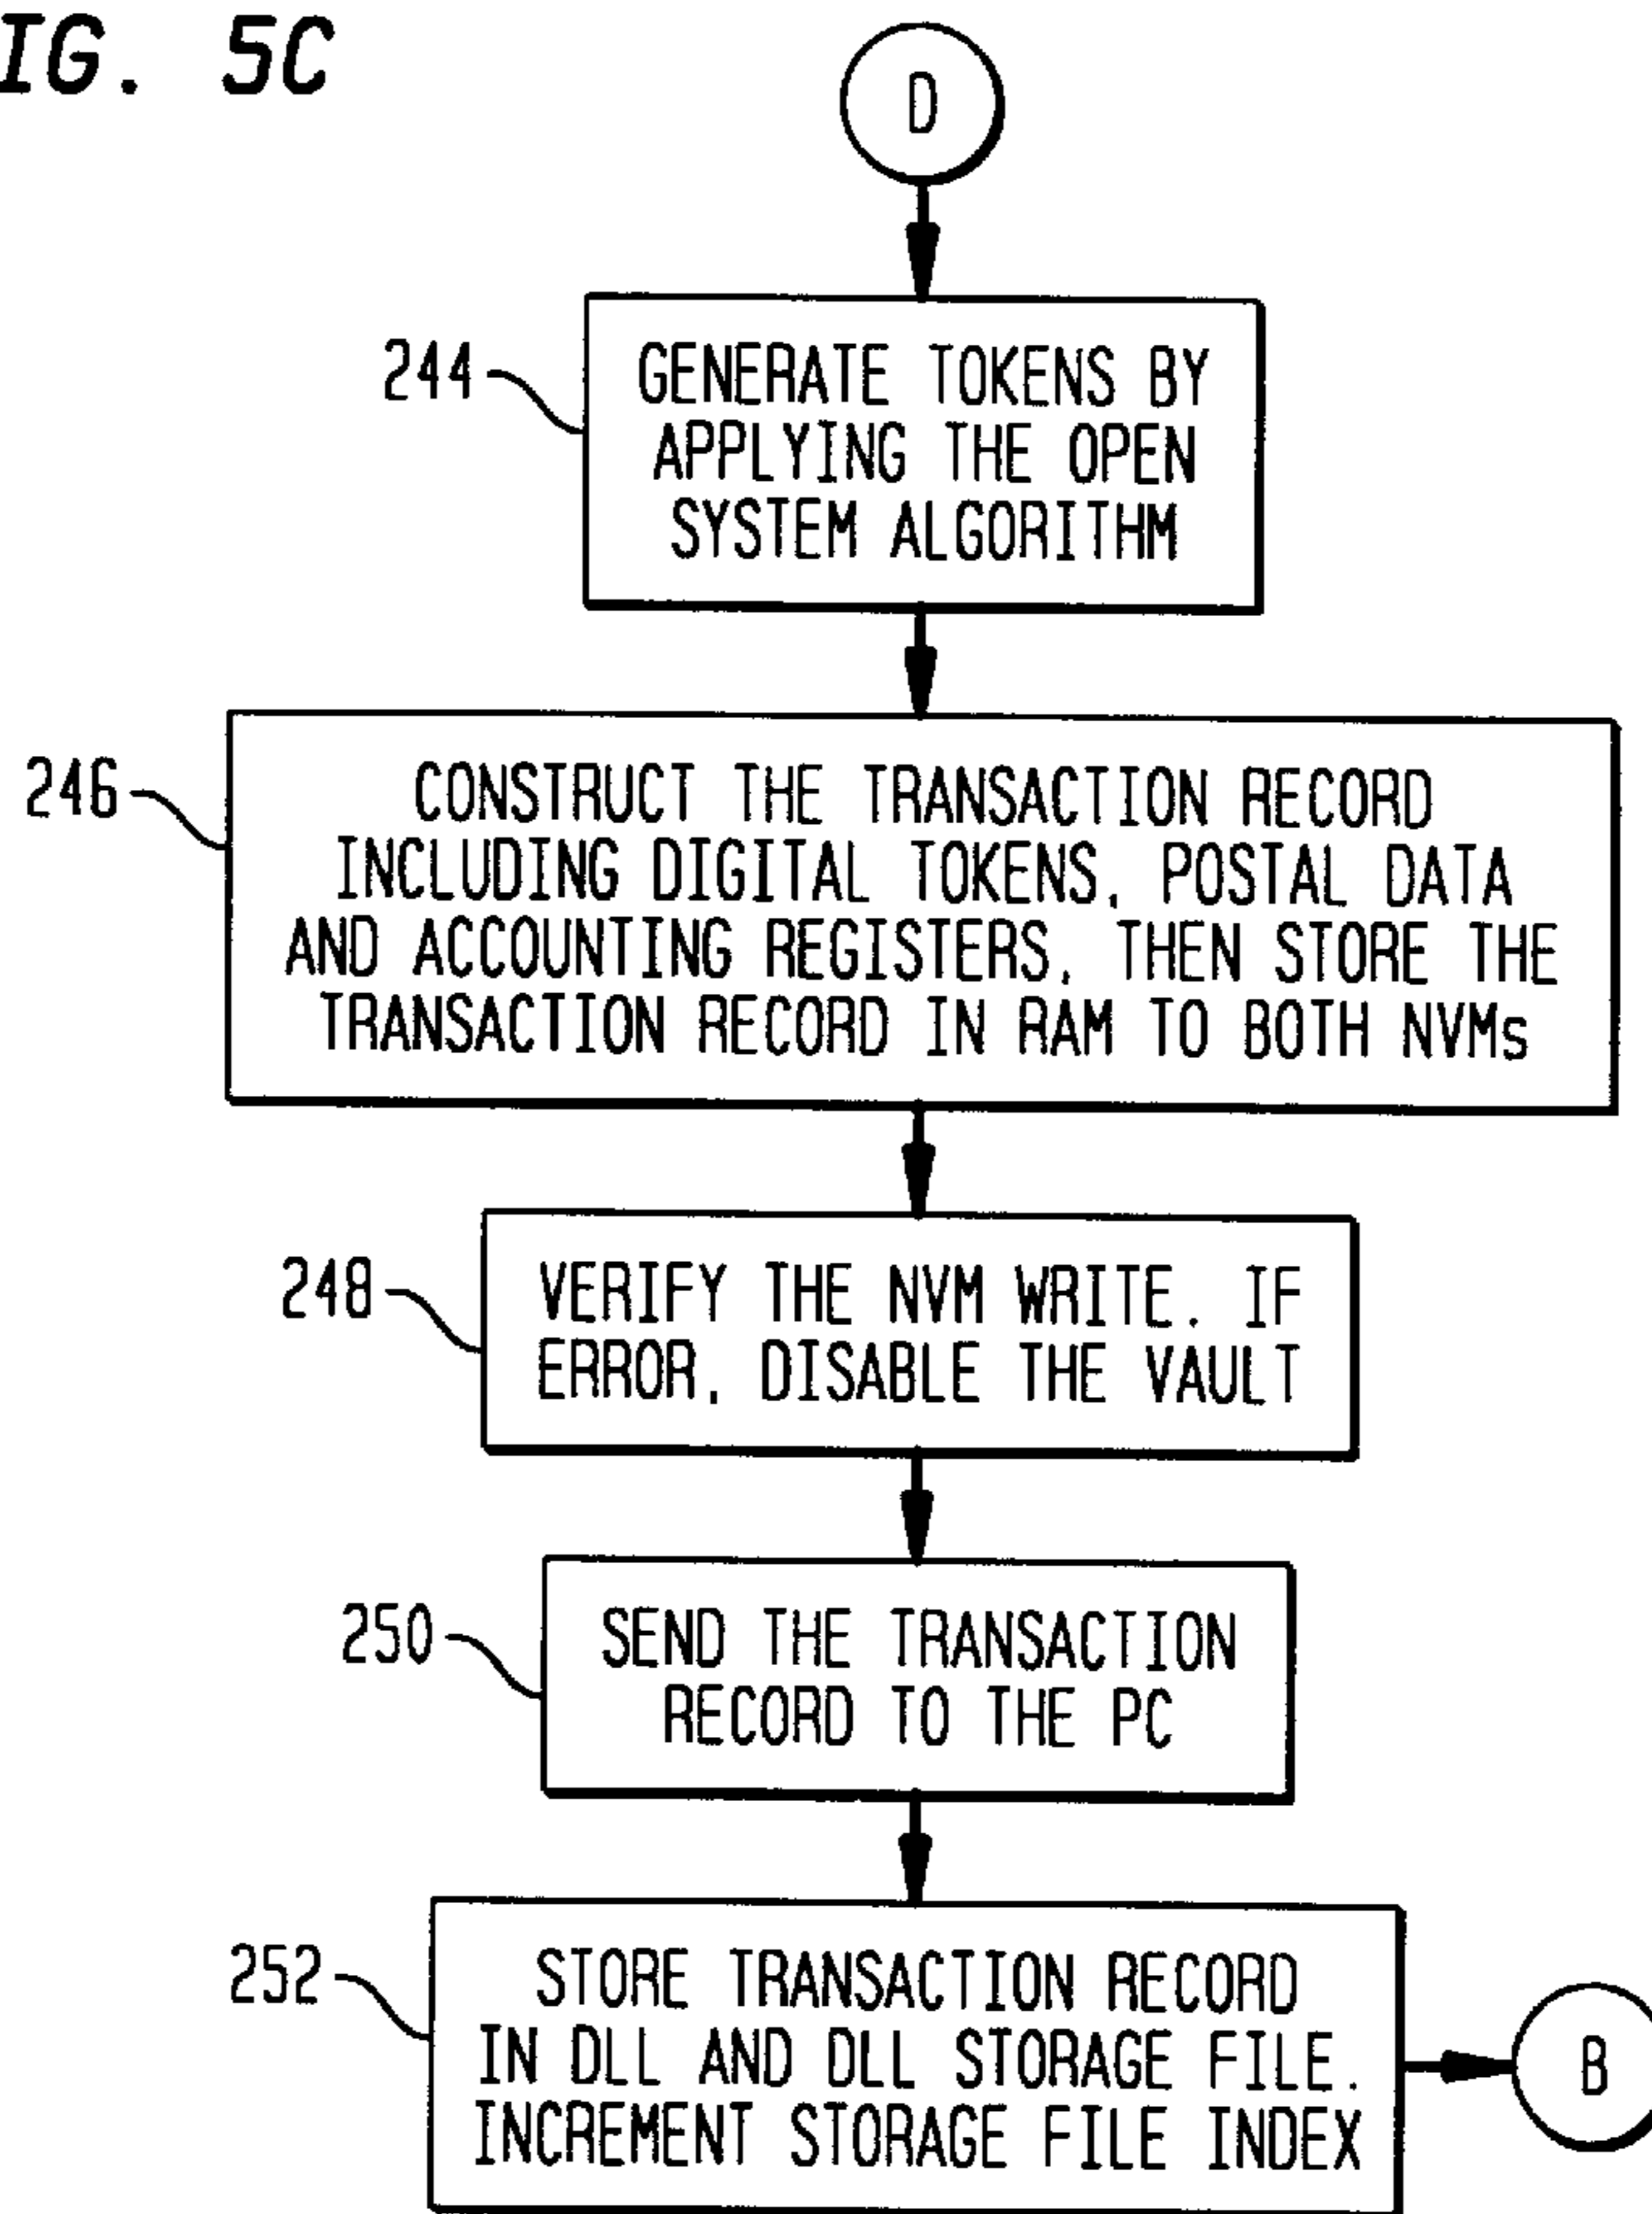 IG. 5C
D
244
GENERATE TOKENS BY
APPLYING THE OPEN
SYSTEM ALGORITHM
246
CONSTRUCT THE TRANSACTION RECORD
INCLUDING DIGITAL TOKENS, POSTAL DATA
AND ACCOUNTING REGISTERS, THEN STORE THE
TRANSACTION RECORD IN RAM TO BOTH NVMs
248
VERIFY THE NVM WRITE. IF
ERROR, DISABLE THE VAULT
250
SEND THE TRANSACTION
RECORD TO THE PC
252
STORE TRANSACTION RECORD
IN DLL AND DLL STORAGE FILE.
INCREMENT STORAGE FILE INDEX
B